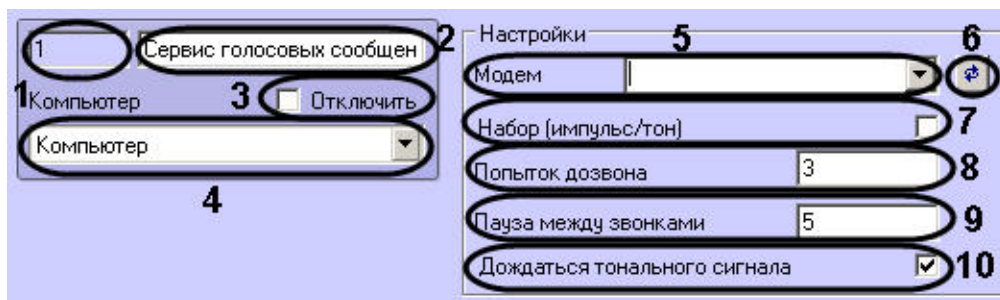 1 Сервис голосовых сообщен 2
1 Компьютер 3 Отключить
Компьютер
4
Настройки 5 6
Модем
Набор (импульс/тон) 7
Попыток дозвона 3 8
Пауза между звонками 5 9
Дождаться тонального сигнала 10